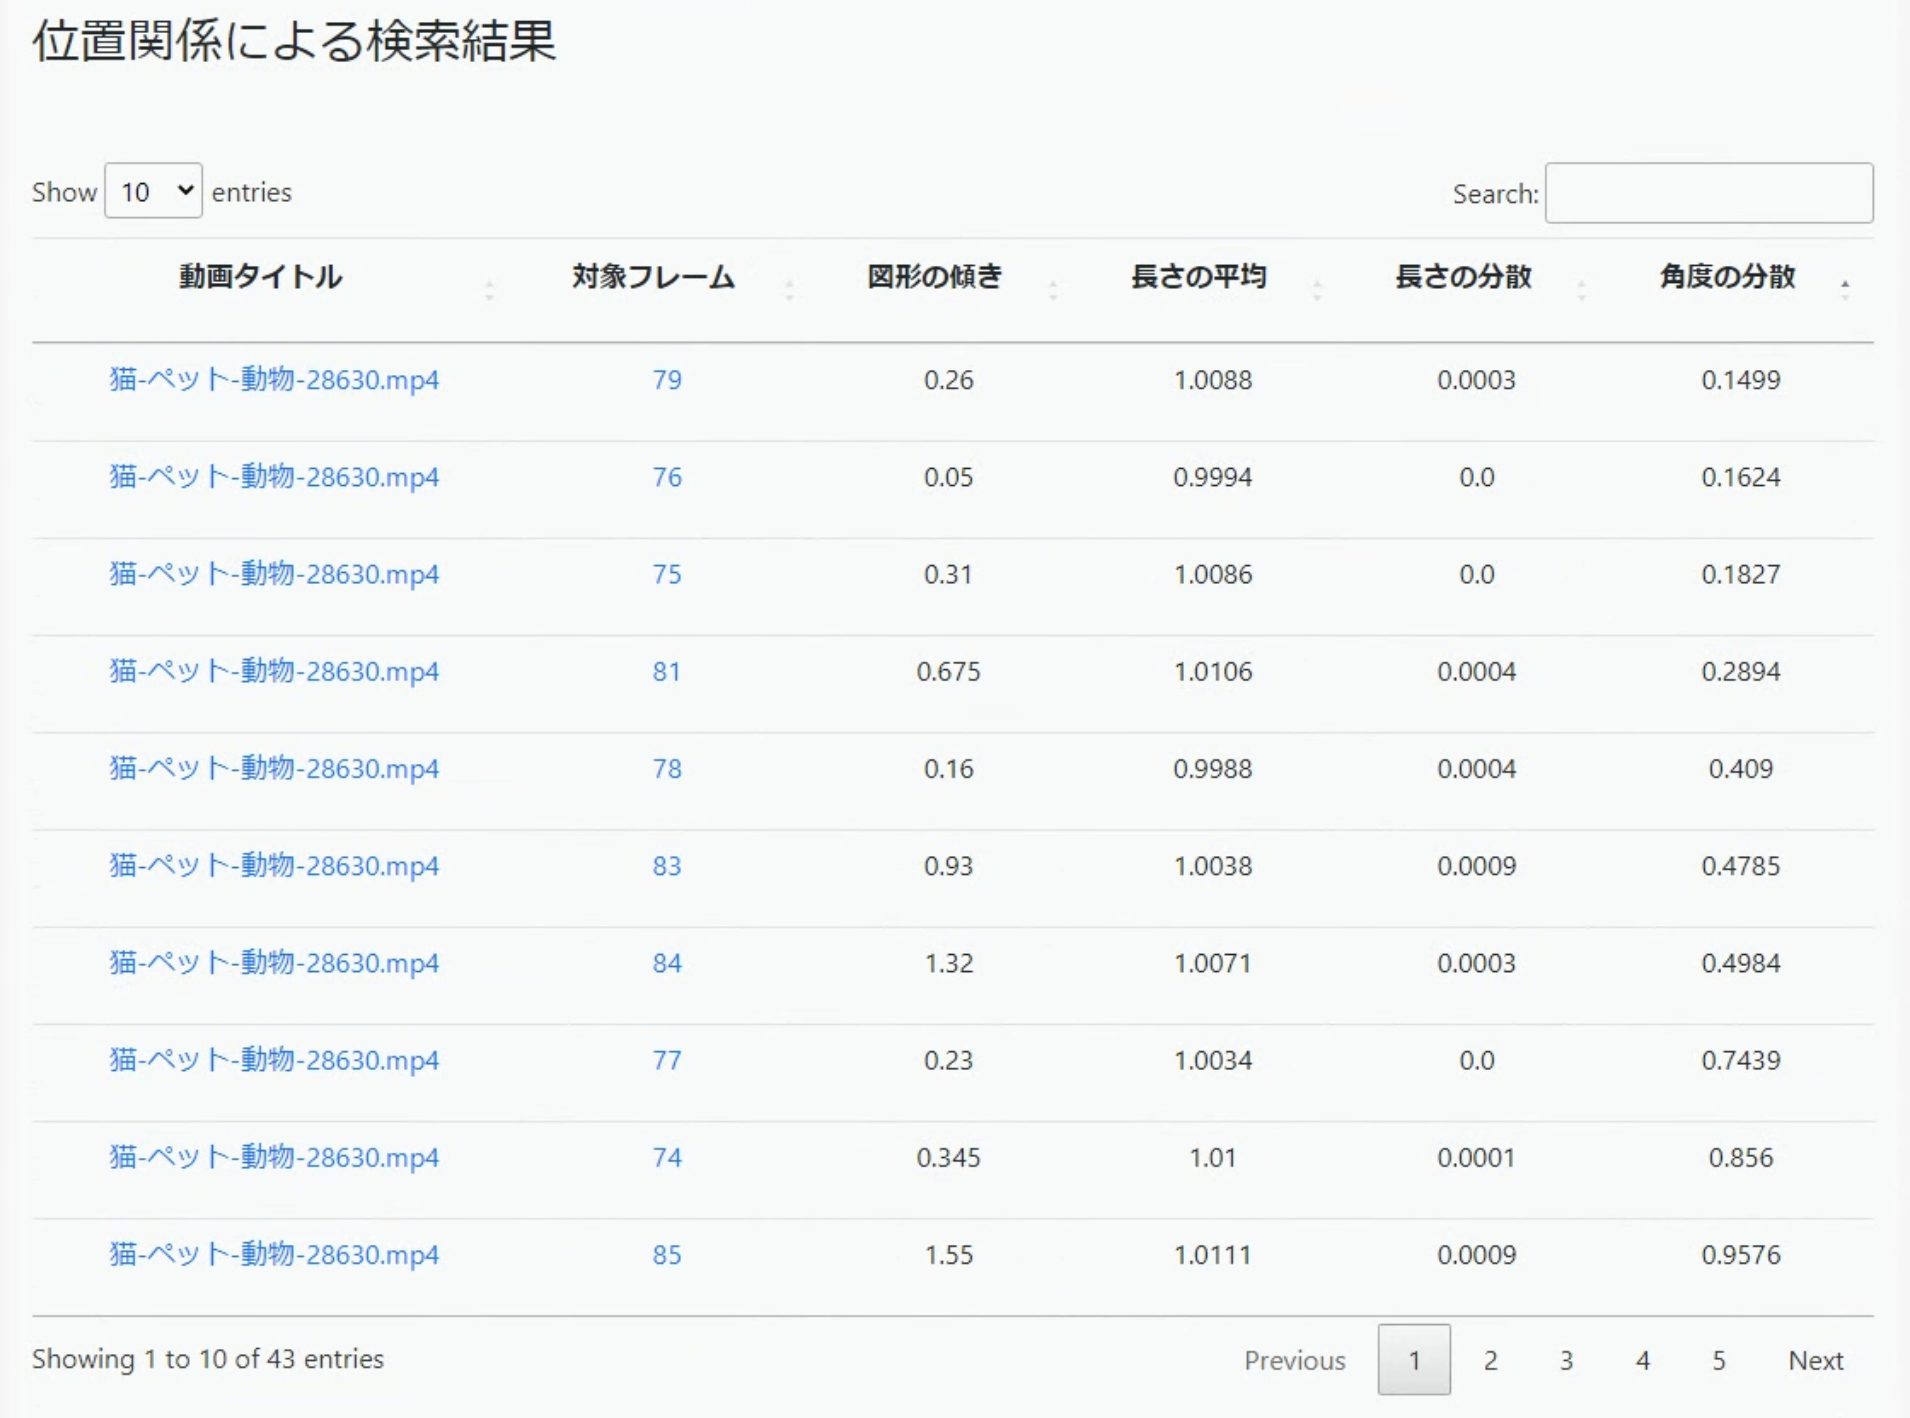 位置関係による検索結果
Show 10 entries Search:
動画タイトル 対象フレーム 図形の傾き 長さの平均 長さの分散 角度の分散
猫-ペット-動物-28630.mp4 79 0.26 1.0088 0.0003 0.1499
猫-ペット-動物-28630.mp4 76 0.05 0.9994 0.0 0.1624
猫-ペット-動物-28630.mp4 75 0.31 1.0086 0.0 0.1827
猫-ペット-動物-28630.mp4 81 0.675 1.0106 0.0004 0.2894
猫-ペット-動物-28630.mp4 78 0.16 0.9988 0.0004 0.409
猫-ペット-動物-28630.mp4 83 0.93 1.0038 0.0009 0.4785
猫-ペット-動物-28630.mp4 84 1.32 1.0071 0.0003 0.4984
猫-ペット-動物-28630.mp4 77 0.23 1.0034 0.0 0.7439
猫-ペット-動物-28630.mp4 74 0.345 1.01 0.0001 0.856
猫-ペット-動物-28630.mp4 85 1.55 1.0111 0.0009 0.9576
Showing 1 to 10 of 43 entries Previous 1 2 3 4 5 Next